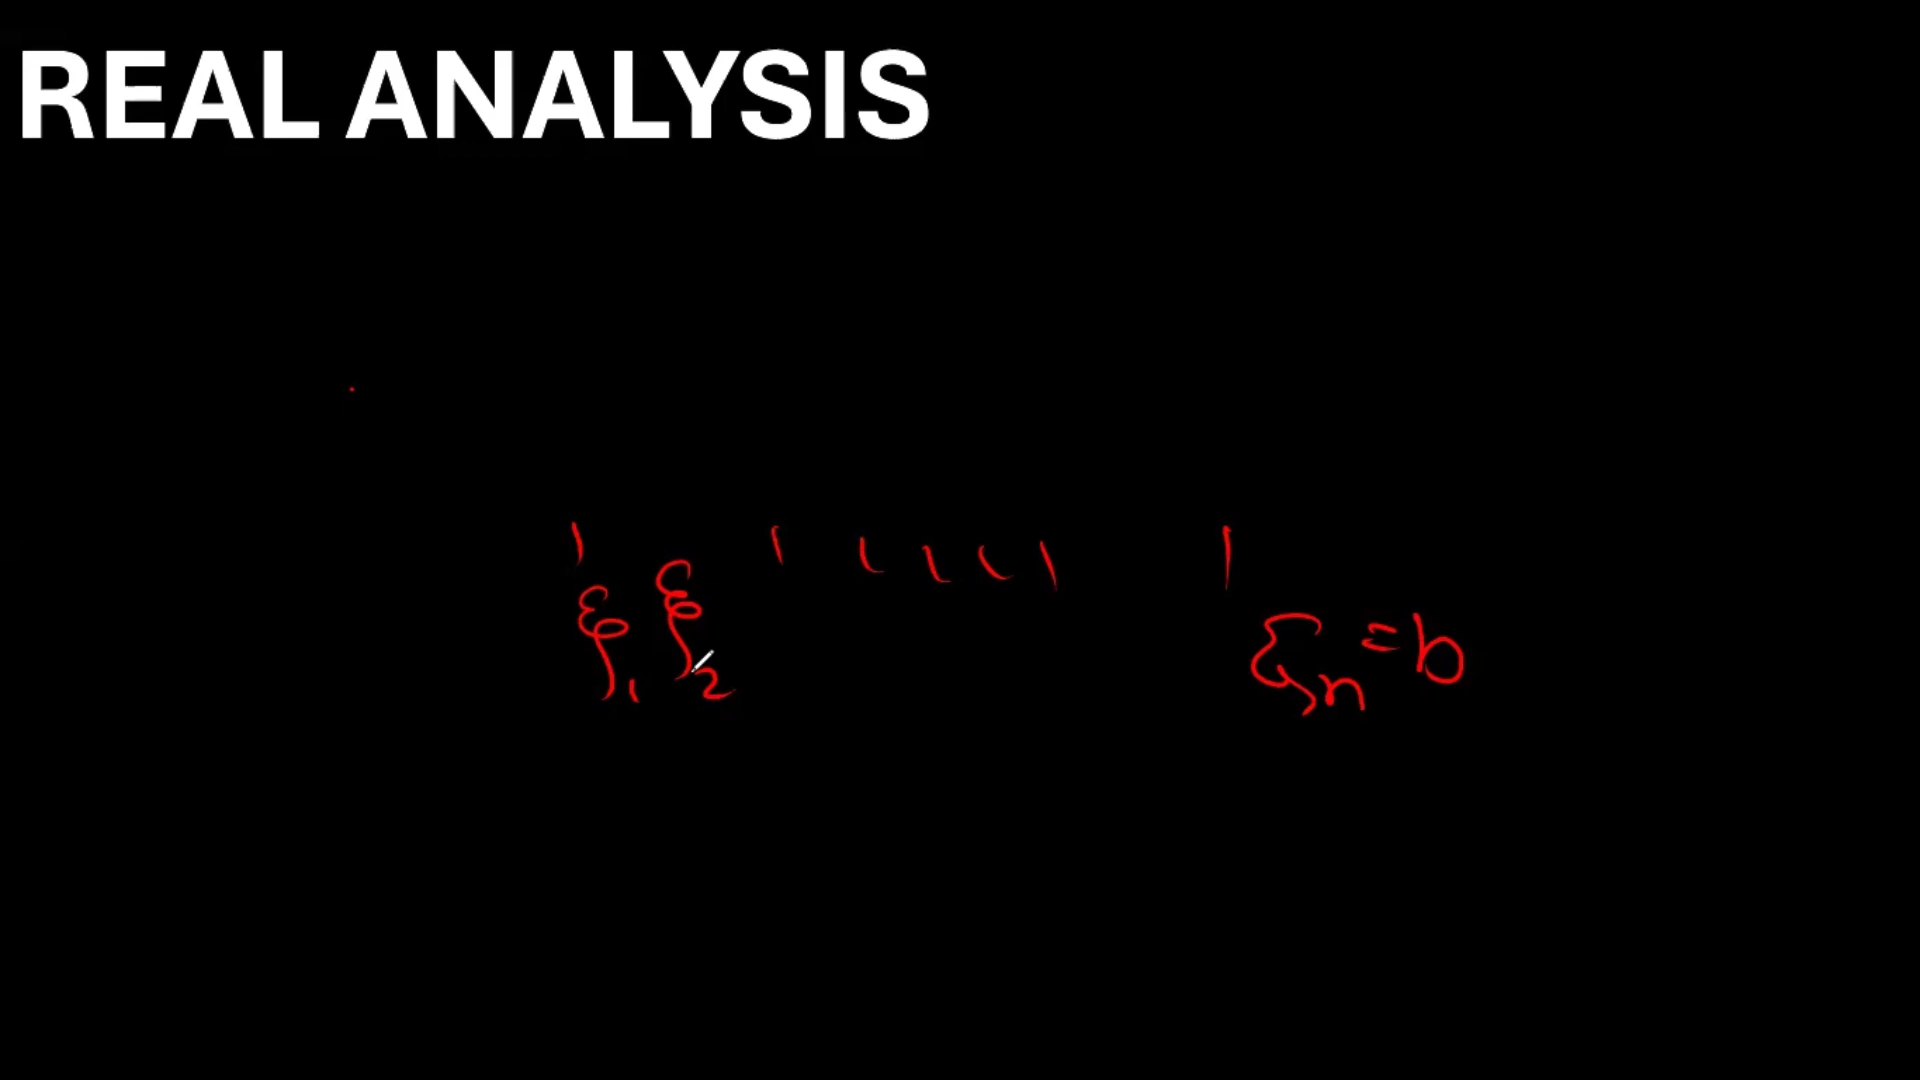 REAL ANALYSIS
ξ₁ ξ₂ ξₙ = b